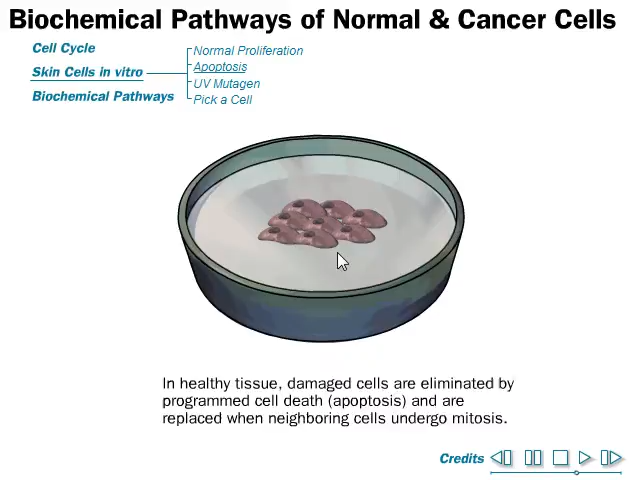 Biochemical Pathways of Normal & Cancer Cells
Cell Cycle
Skin Cells in vitro
Biochemical Pathways
Normal Proliferation
Apoptosis
UV Mutagen
Pick a Cell
In healthy tissue, damaged cells are eliminated by
programmed cell death (apoptosis) and are
replaced when neighboring cells undergo mitosis.
Credits